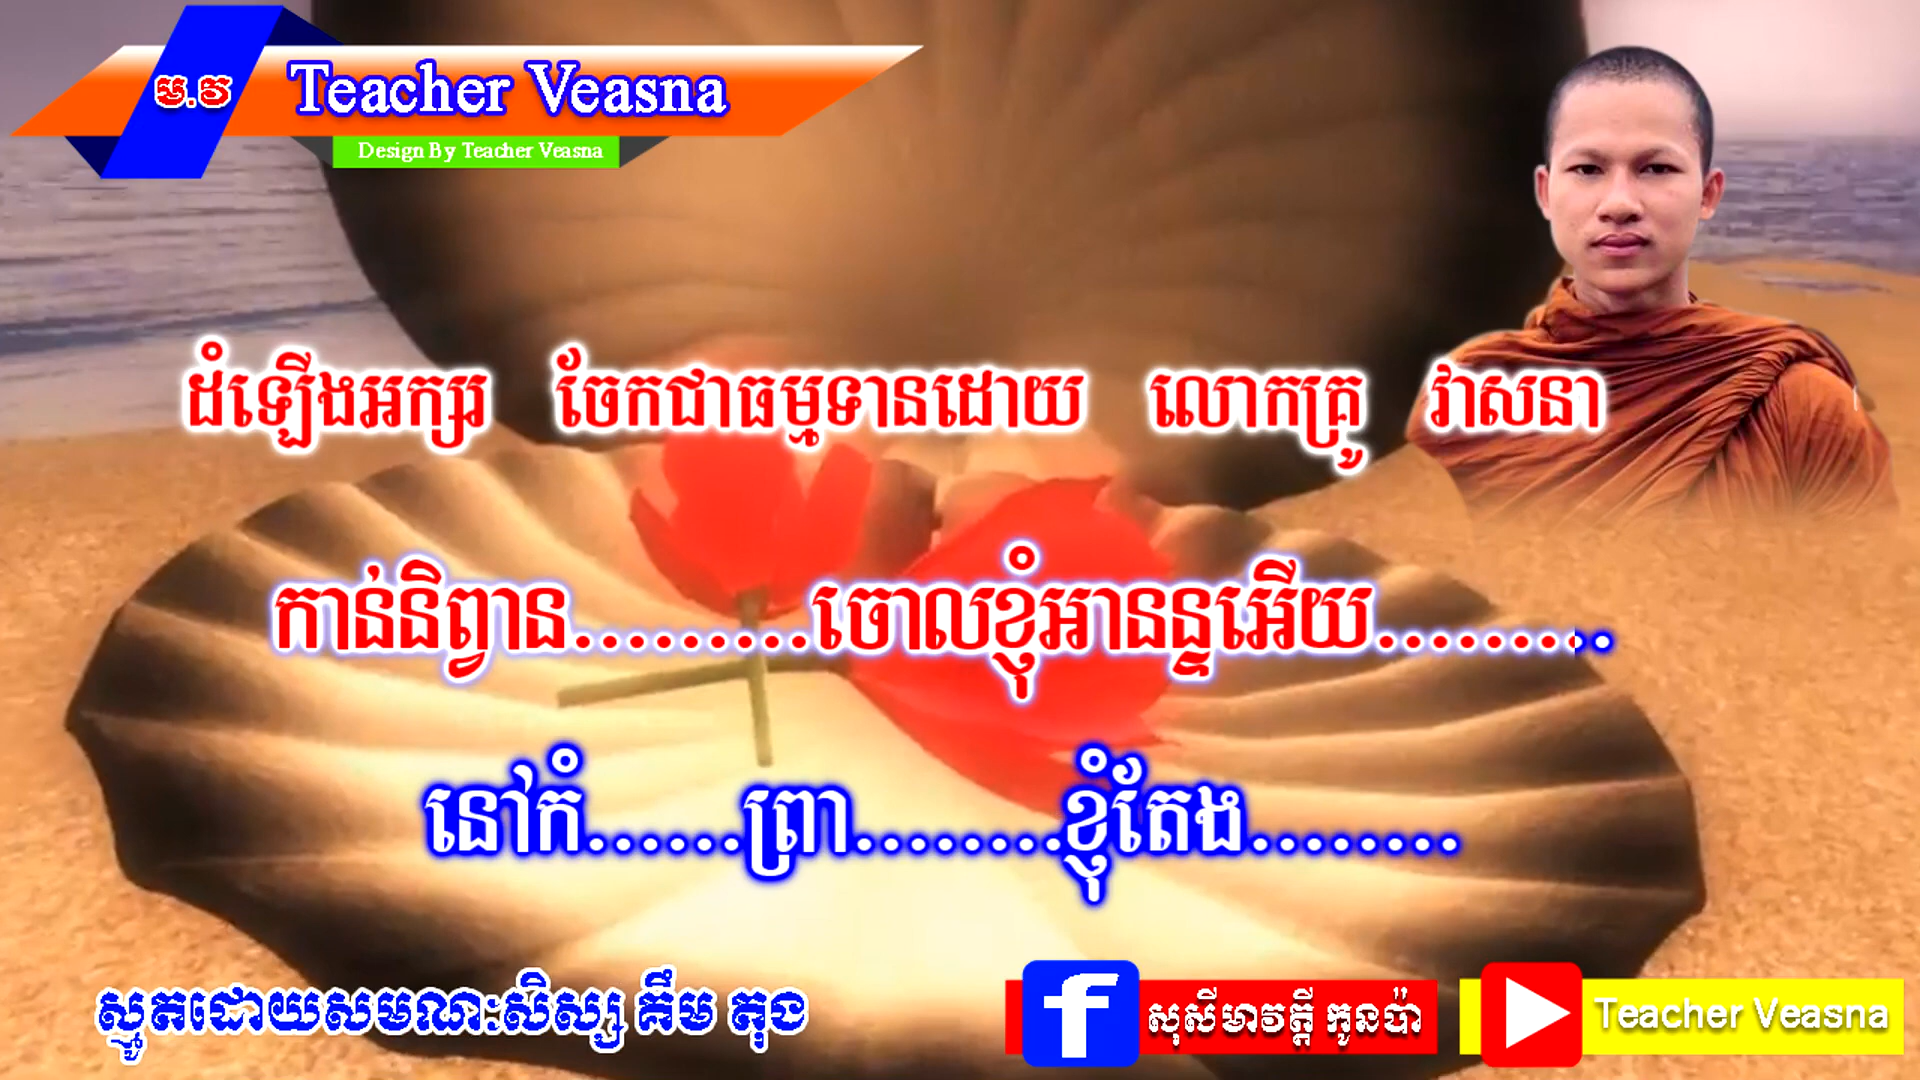 ម.វ Teacher Veasna
Design By Teacher Veasna
ដំឡើងអក្សរ ចែកជាធម្មទានដោយ លោកគ្រូ វាសនា
កាន់និព្វាន.........ចោលខ្ញុំអានន្ទអើយ.........
នៅកំ......ព្រា........ខ្ញុំតែង........
ស្មូតដោយសមណៈសិស្ស គឹម តុង
សុសីមាវត្តី កូនប៉ា
Teacher Veasna